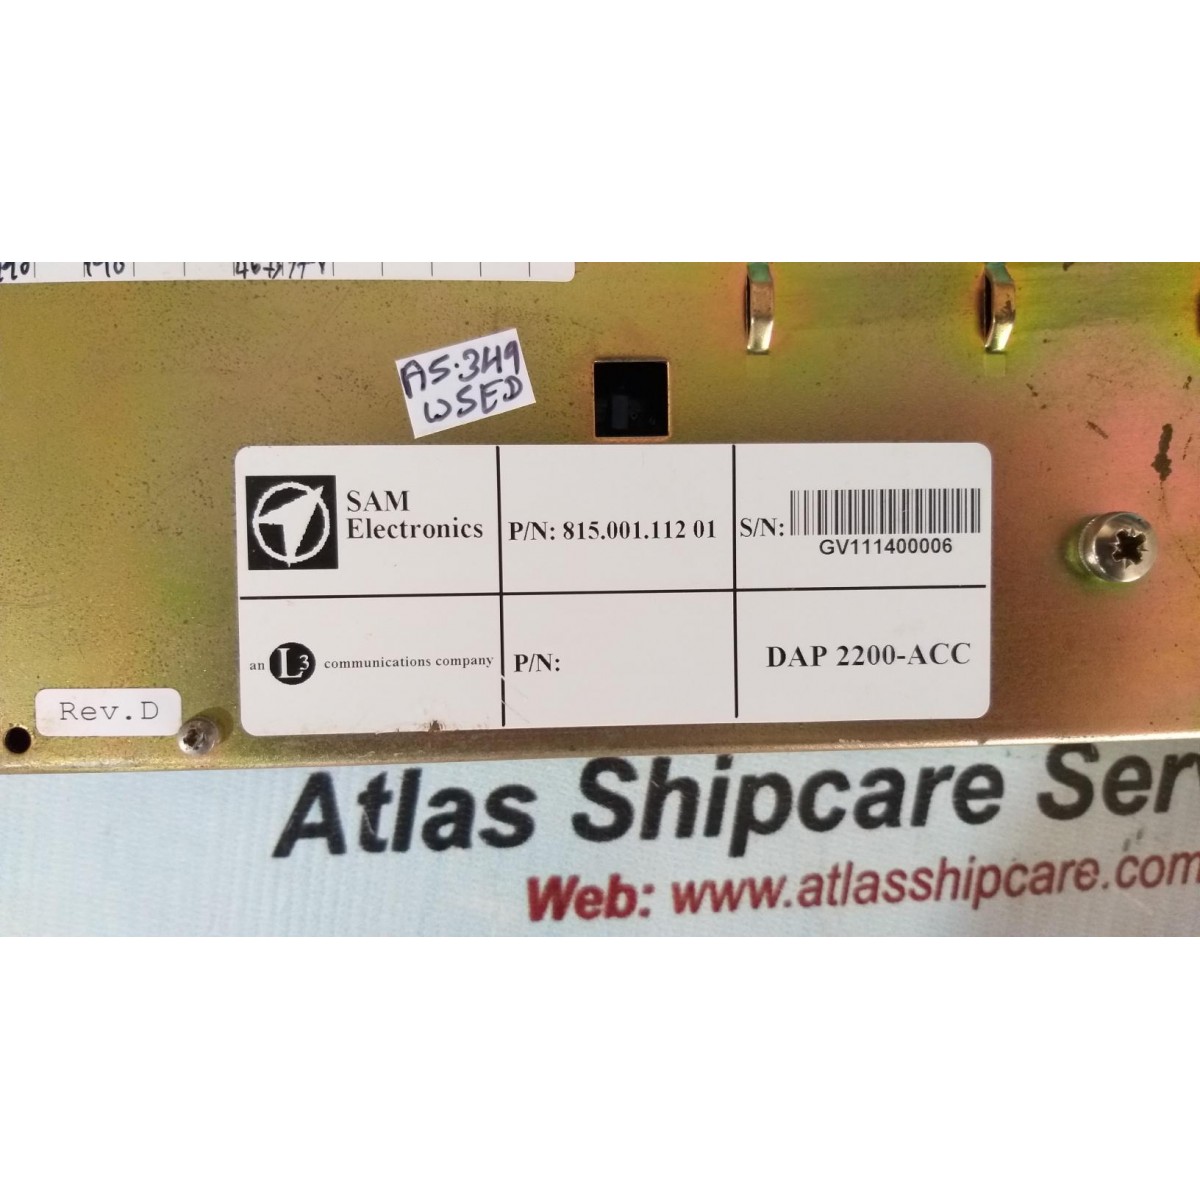 AS.349
USED
SAM
Electronics
P/N: 815.001.112 01
S/N:
GV111400006
an L3 communications company
P/N:
DAP 2200-ACC
Rev.D
Atlas Shipcare Ser
Web: www.atlasshipcare.com